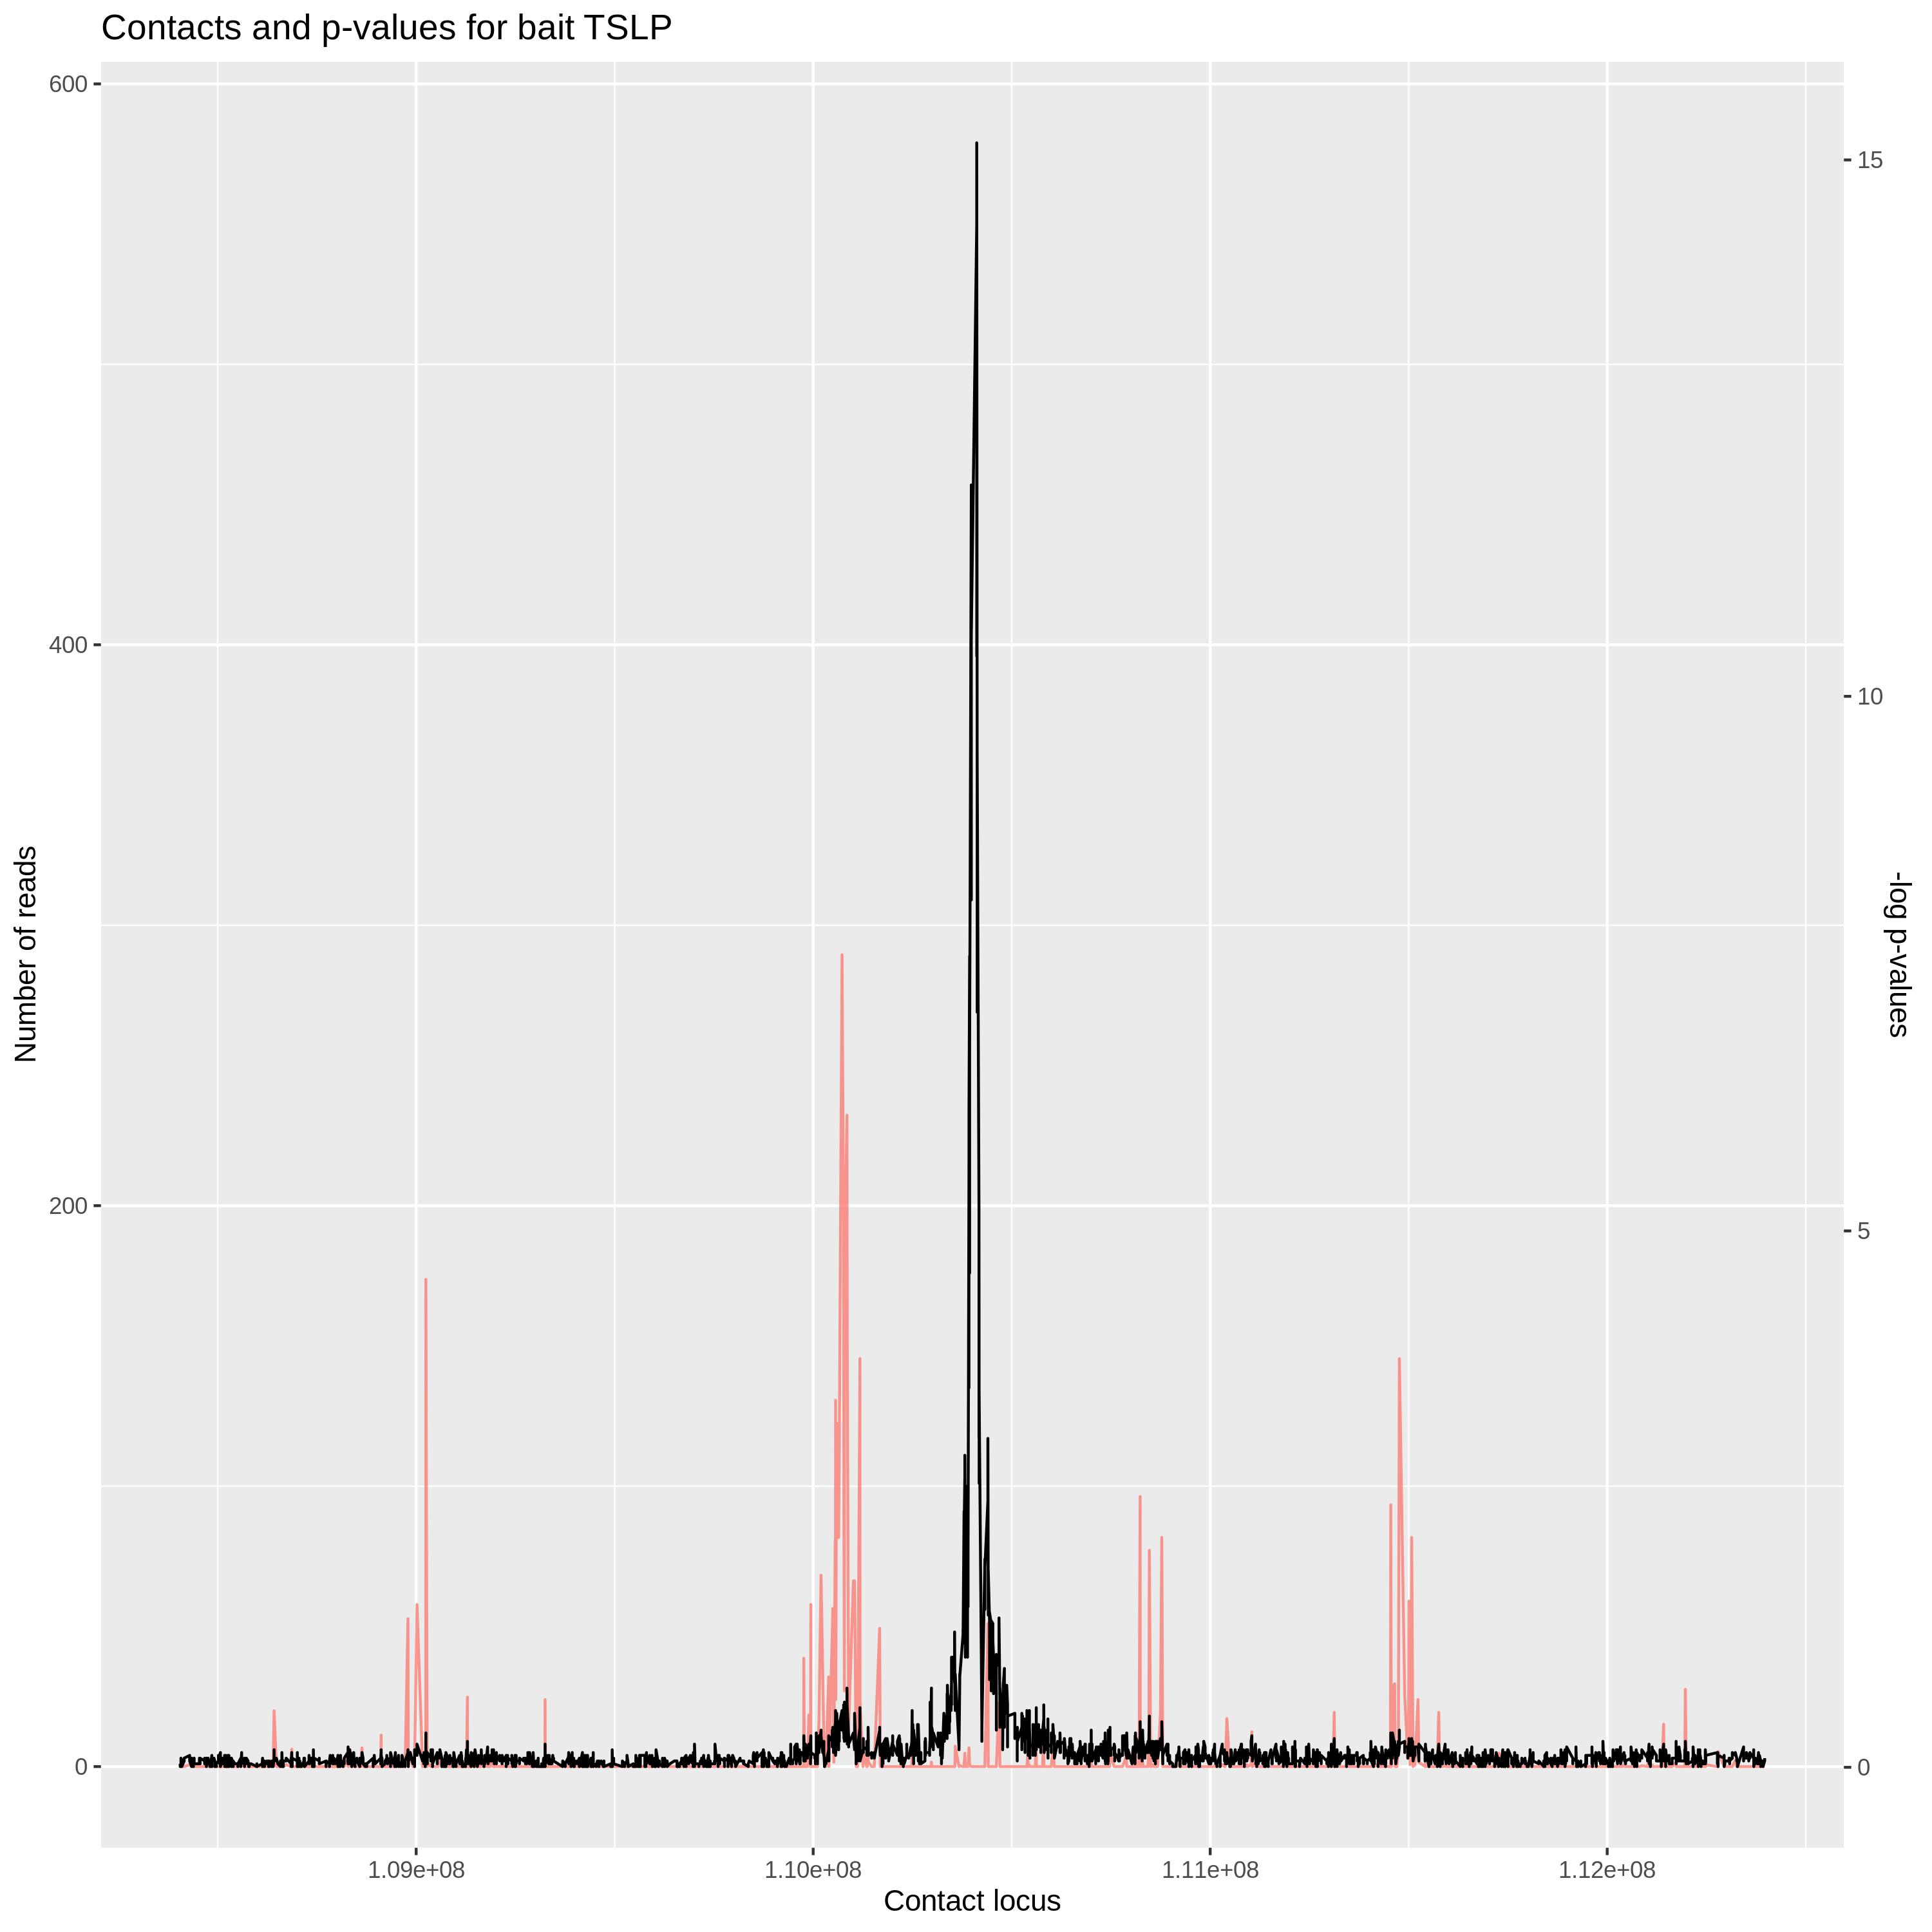 Contacts and p-values for bait TSLP
600
400
200
0
Number of reads
15
10
5
0
-log p-values
1.09e+08
1.10e+08
1.11e+08
1.12e+08
Contact locus